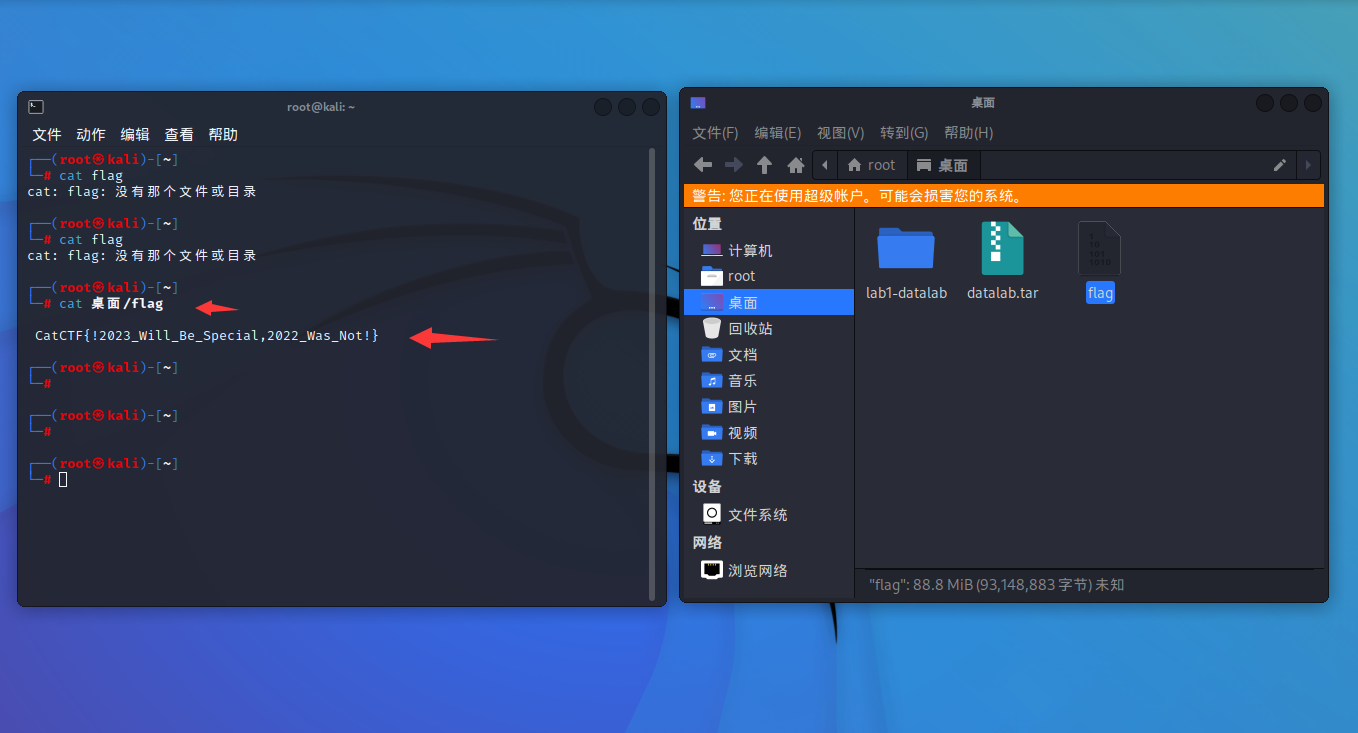 root@kali: ~
文件 动作 编辑 查看 帮助
┌──(root㉿kali)-[~]
└─# cat flag
cat: flag: 没有那个文件或目录
┌──(root㉿kali)-[~]
└─# cat flag
cat: flag: 没有那个文件或目录
┌──(root㉿kali)-[~]
└─# cat 桌面/flag
CatCTF{!2023_Will_Be_Special,2022_Was_Not!}
┌──(root㉿kali)-[~]
└─#
┌──(root㉿kali)-[~]
└─#
┌──(root㉿kali)-[~]
└─#
桌面
文件(F) 编辑(E) 视图(V) 转到(G) 帮助(H)
root 桌面
警告: 您正在使用超级帐户。可能会损害您的系统。
位置
计算机
root
桌面
回收站
文档
音乐
图片
视频
下载
设备
文件系统
网络
浏览网络
1
10
101
1010
lab1-datalab datalab.tar flag
"flag": 88.8 MiB (93,148,883 字节) 未知